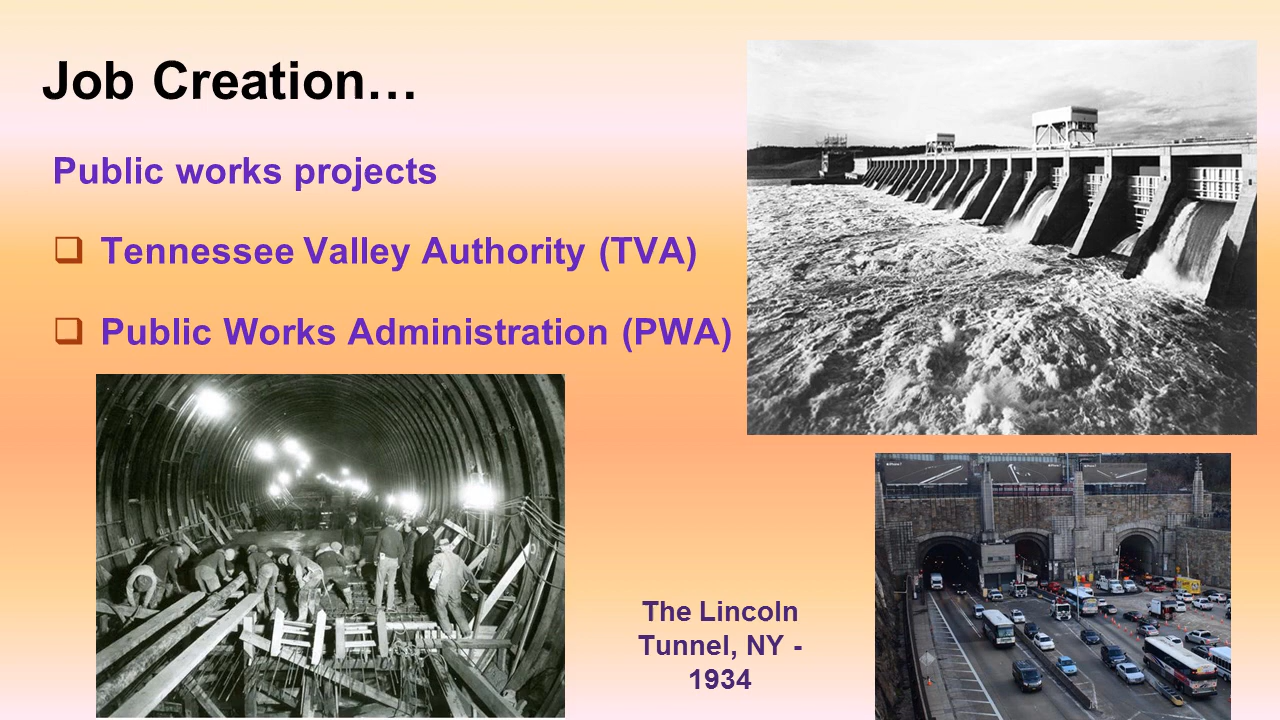 Job Creation…
Public works projects
Tennessee Valley Authority (TVA)
Public Works Administration (PWA)
The Lincoln
Tunnel, NY -
1934